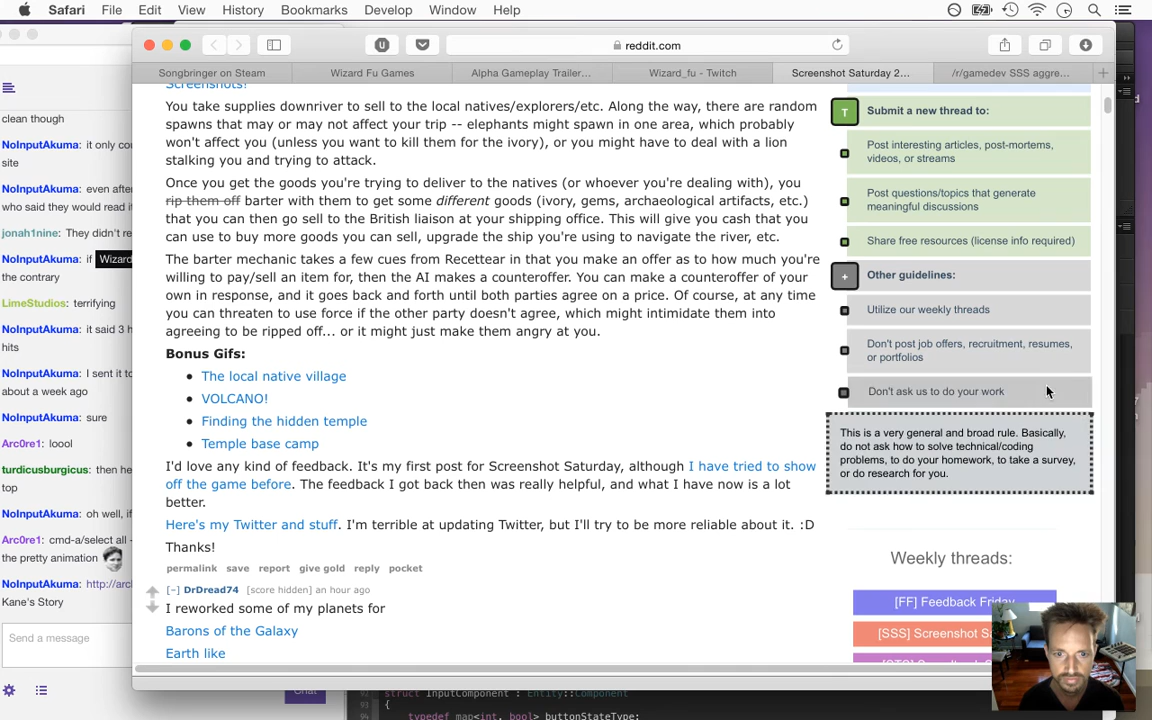 Safari File Edit View History Bookmarks Develop Window Help
reddit.com
Songbringer on Steam
Wizard Fu Games
Alpha Gameplay Trailer...
Wizard_fu - Twitch
Screenshot Saturday 2...
/r/gamedev SSS aggre...
clean though
NoInputAkuma: it only cou
site
NoInputAkuma: even after
who said they would read it
jonah1nine: They didn't re
NoInputAkuma: if Wizard
the contrary
LimeStudios: terrifying
NoInputAkuma: it said 3 h
hits
NoInputAkuma: I sent it to
about a week ago
NoInputAkuma: sure
Arc0re1: loool
turdicusburgicus: then he
top
NoInputAkuma: oh well, if
Arc0re1: cmd-a/select all -
the pretty animation
NoInputAkuma: http://arc
Kane's Story
Send a message
Chat
Screenshots!
You take supplies downriver to sell to the local natives/explorers/etc. Along the way, there are random
spawns that may or may not affect your trip -- elephants might spawn in one area, which probably
won't affect you (unless you want to kill them for the ivory), or you might have to deal with a lion
stalking you and trying to attack.
Once you get the goods you're trying to deliver to the natives (or whoever you're dealing with), you
rip them off barter with them to get some different goods (ivory, gems, archaeological artifacts, etc.)
that you can then go sell to the British liaison at your shipping office. This will give you cash that you
can use to buy more goods you can sell, upgrade the ship you're using to navigate the river, etc.
The barter mechanic takes a few cues from Recettear in that you make an offer as to how much you're
willing to pay/sell an item for, then the AI makes a counteroffer. You can make a counteroffer of your
own in response, and it goes back and forth until both parties agree on a price. Of course, at any time
you can threaten to use force if the other party doesn't agree, which might intimidate them into
agreeing to be ripped off... or it might just make them angry at you.
Bonus Gifs:
The local native village
VOLCANO!
Finding the hidden temple
Temple base camp
I'd love any kind of feedback. It's my first post for Screenshot Saturday, although I have tried to show
off the game before. The feedback I got back then was really helpful, and what I have now is a lot
better.
Here's my Twitter and stuff. I'm terrible at updating Twitter, but I'll try to be more reliable about it. :D
Thanks!
permalink save report give gold reply pocket
[–] DrDread74 [score hidden] an hour ago
I reworked some of my planets for
Barons of the Galaxy
Earth like
T Submit a new thread to:
Post interesting articles, post-mortems,
videos, or streams
Post questions/topics that generate
meaningful discussions
Share free resources (license info required)
+ Other guidelines:
Utilize our weekly threads
Don't post job offers, recruitment, resumes,
or portfolios
Don't ask us to do your work
This is a very general and broad rule. Basically,
do not ask how to solve technical/coding
problems, to do your homework, to take a survey,
or do research for you.
Weekly threads:
[FF] Feedback Friday
[SSS] Screenshot Sa
struct InputComponent : Entity::Component
93 {
94 typedef map<int, bool> buttonStateType;